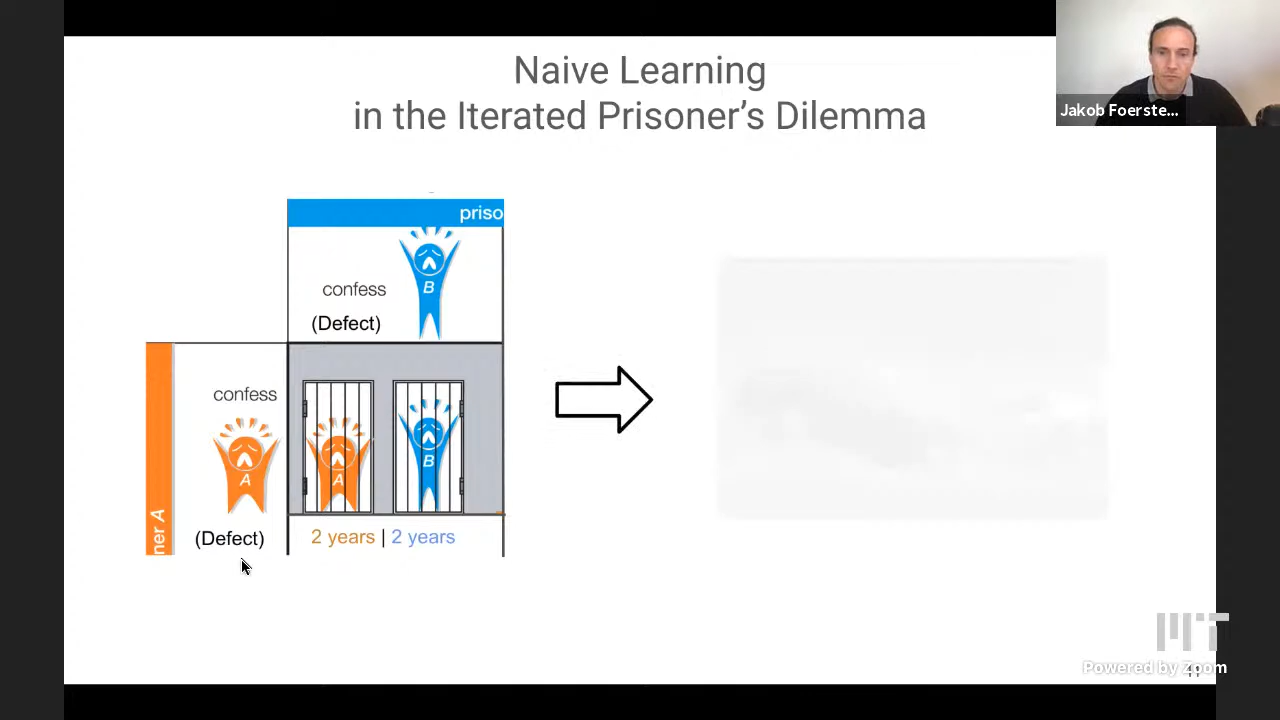 Naive Learning
in the Iterated Prisoner's Dilemma
Jakob Foerste...
priso
confess
B
(Defect)
confess
A
A
B
ner A
(Defect)
2 years | 2 years
MIT
Powered by Zoom